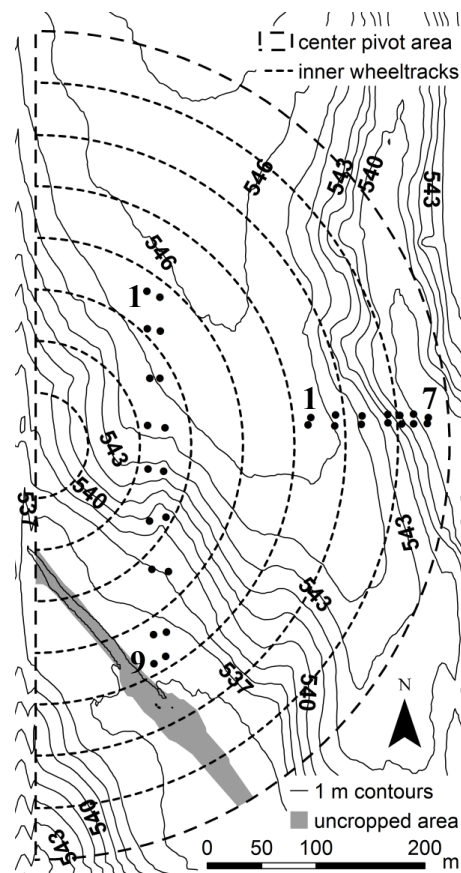 center pivot area
inner wheeltracks
546
543
540
543
546
1
1
7
543
540
537
543
543
9
537
540
N
1 m contours
uncropped area
540
543
0 50 100 200
m